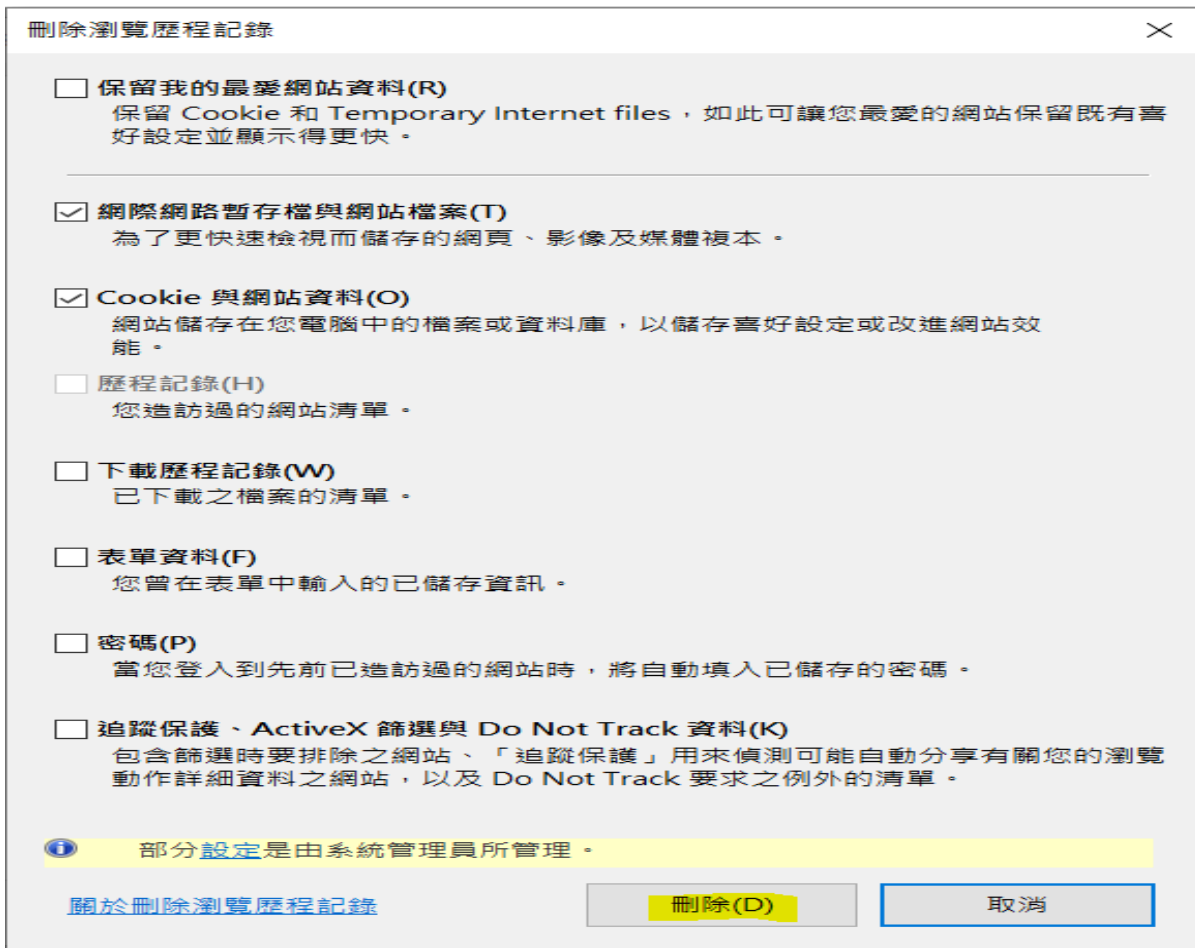 刪除瀏覽歷程記錄
保留我的最愛網站資料(R)
保留 Cookie 和 Temporary Internet files，如此可讓您最愛的網站保留既有喜
好設定並顯示得更快。
網際網路暫存檔與網站檔案(T)
為了更快速檢視而儲存的網頁、影像及媒體複本。
Cookie 與網站資料(O)
網站儲存在您電腦中的檔案或資料庫，以儲存喜好設定或改進網站效
能。
歷程記錄(H)
您造訪過的網站清單。
下載歷程記錄(W)
已下載之檔案的清單。
表單資料(F)
您曾在表單中輸入的已儲存資訊。
密碼(P)
當您登入到先前已造訪過的網站時，將自動填入已儲存的密碼。
追蹤保護、ActiveX 篩選與 Do Not Track 資料(K)
包含篩選時要排除之網站、「追蹤保護」用來偵測可能自動分享有關您的瀏覽
動作詳細資料之網站，以及 Do Not Track 要求之例外的清單。
部分設定是由系統管理員所管理。
關於刪除瀏覽歷程記錄
刪除(D)
取消